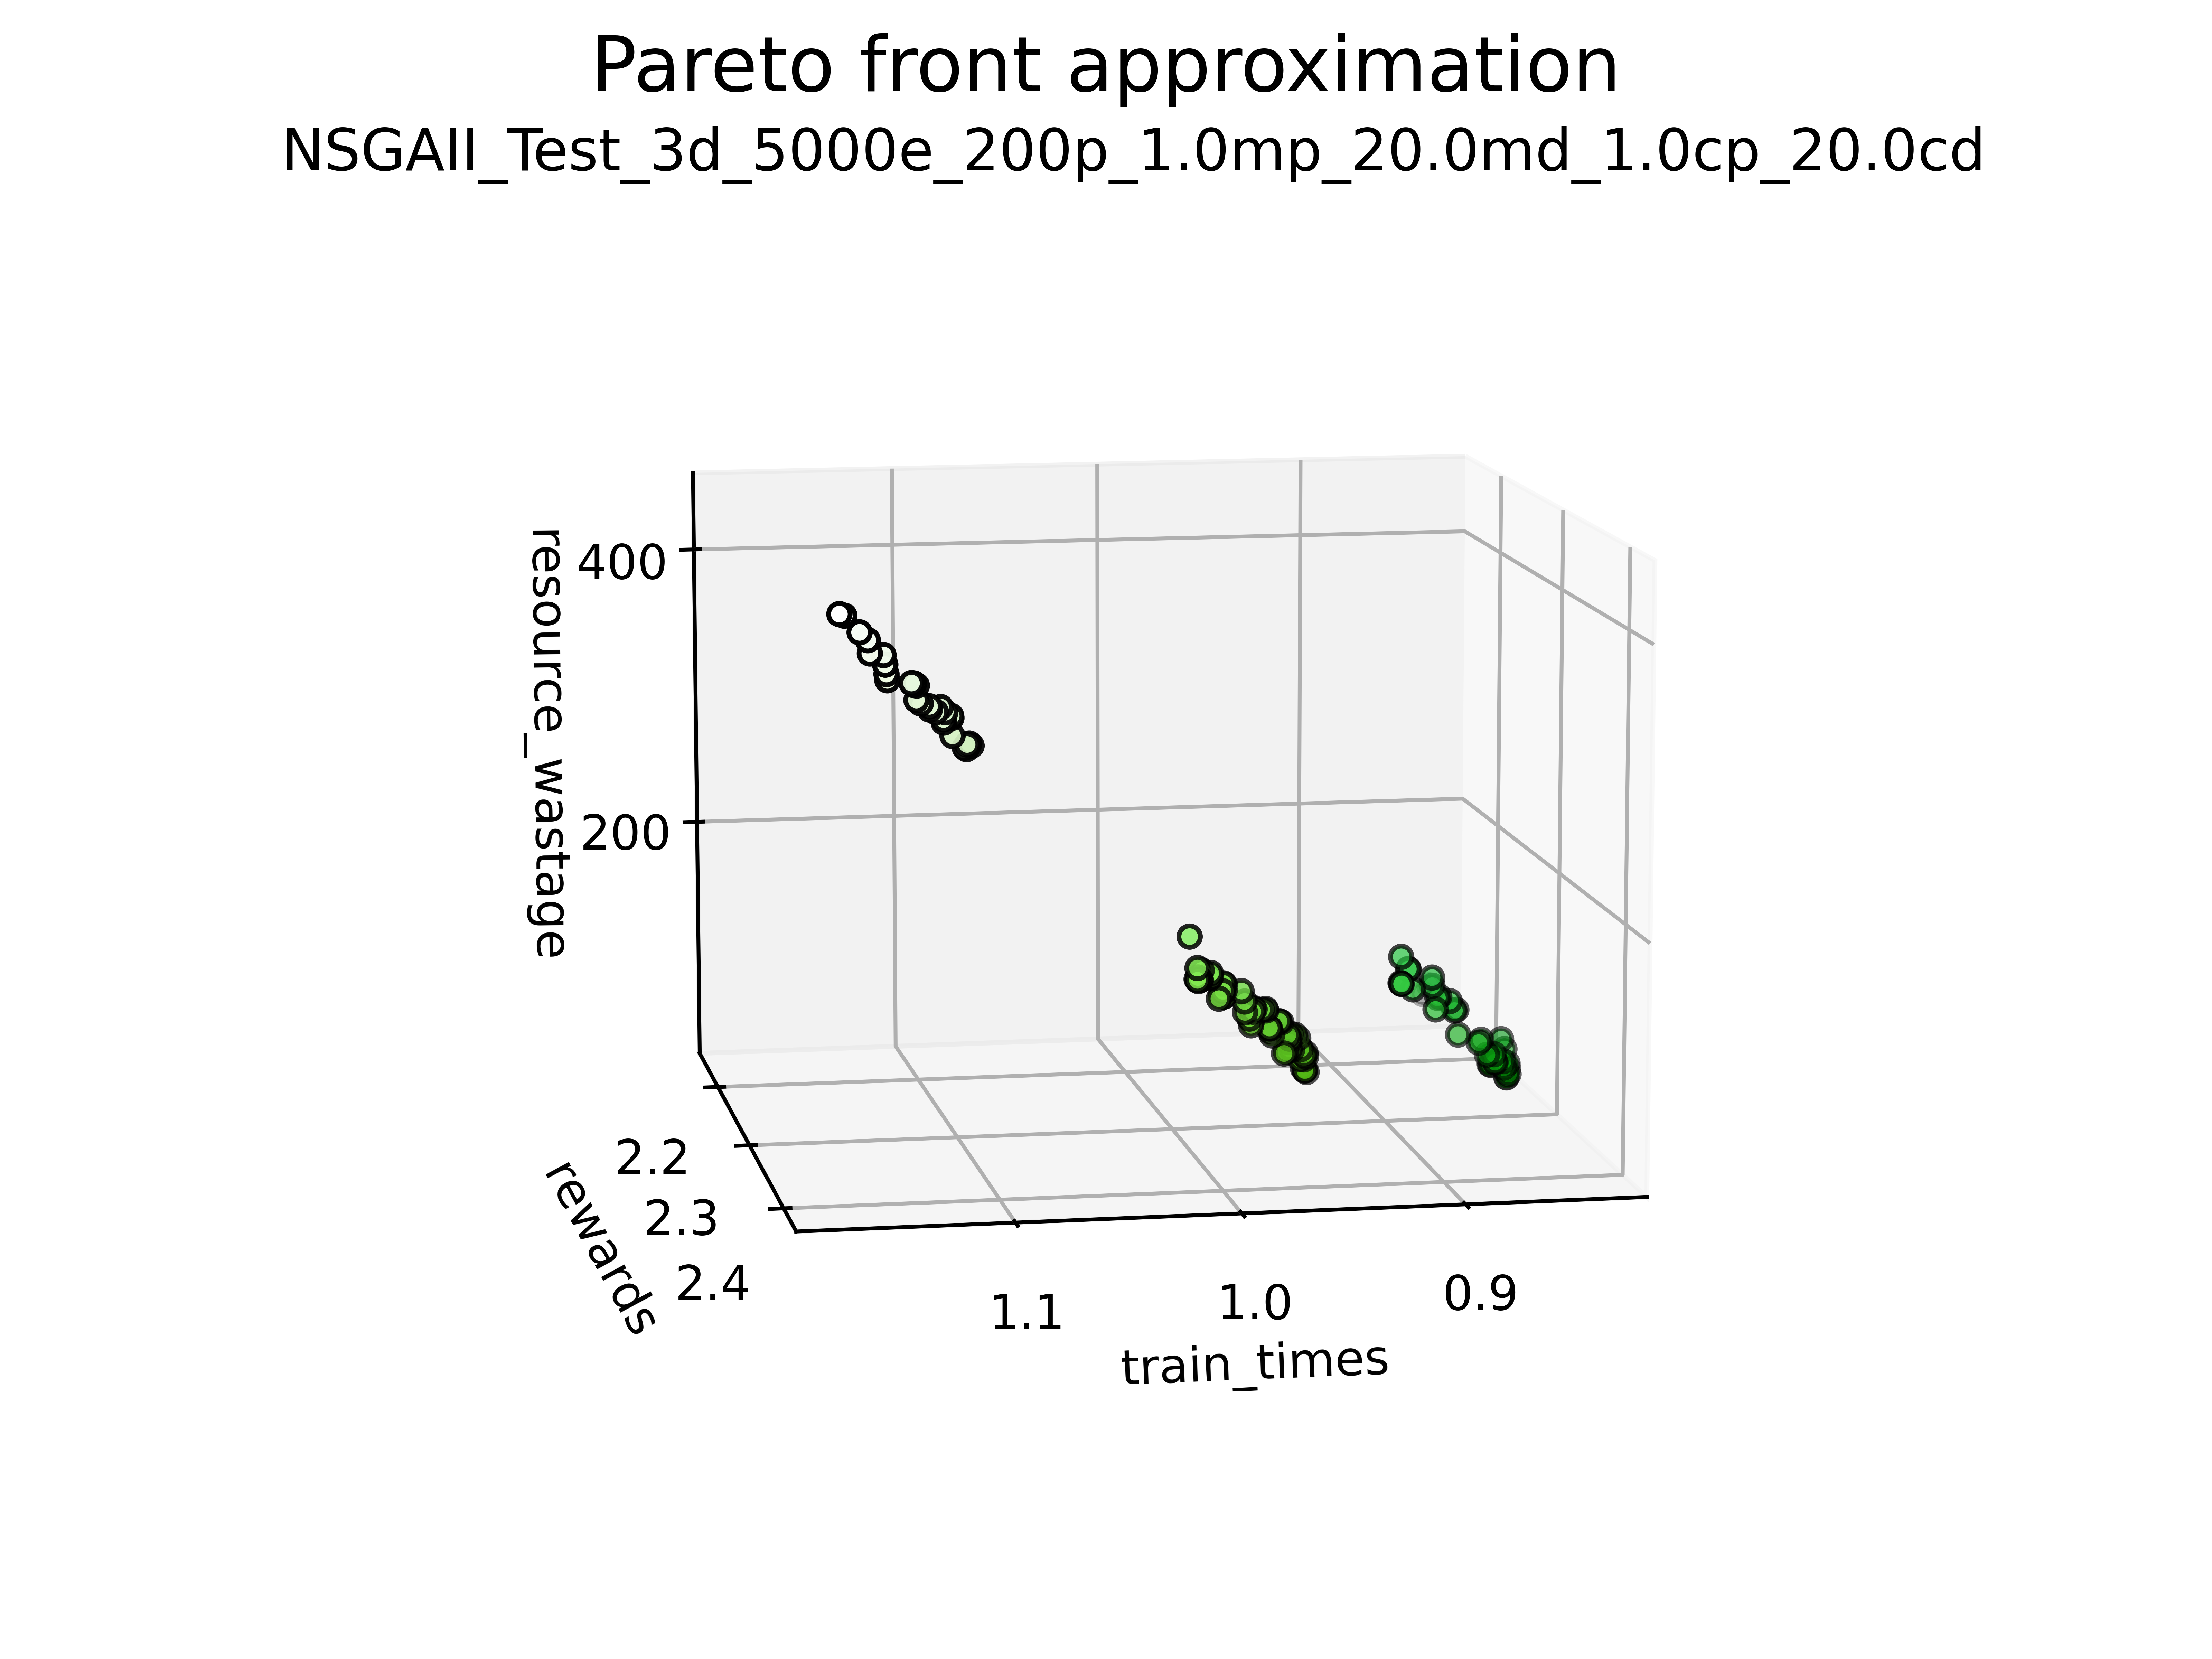 Pareto front approximation
NSGAII_Test_3d_5000e_200p_1.0mp_20.0md_1.0cp_20.0cd
resource_wastage
400
200
rewards
2.2
2.3
2.4
1.1
1.0
0.9
train_times